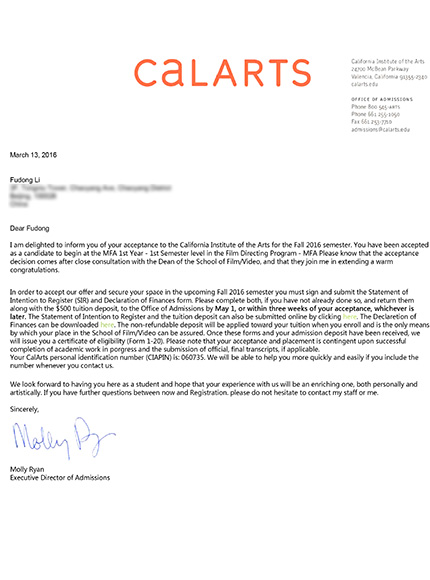 CALARTS
California Institute of the Arts
24700 McBean Parkway
Valencia, California 91355-2340
calarts.edu
OFFICE OF ADMISSIONS
Phone 800 545-2787
Phone 661 255-1050
Fax 661 253-7710
admissions@calarts.edu
March 13, 2016
Fudong Li
China
Dear Fudong
I am delighted to inform you of your acceptance to the California Institute of the Arts for the Fall 2016 semester. You have been accepted
as a candidate to begin at the MFA 1st Year - 1st Semester level in the Film Directing Program - MFA Please know that the acceptance
decision comes after close consultation with the Dean of the School of Film/Video, and that they join me in extending a warm
congratulations.
In order to accept our offer and secure your space in the upcoming Fall 2016 semester you must sign and submit the Statement of
Intention to Register (SIR) and Declaration of Finances form. Please complete both, if you have not already done so, and return them
along with the $500 tuition deposit, to the Office of Admissions by May 1, or within three weeks of your acceptance, whichever is
later. The Statement of Intention to Register and the tuition deposit can also be submitted online by clicking here. The Declaration of
Finances can be downloaded here. The non-refundable deposit will be applied toward your tuition when you enroll and is the only means
by which your place in the School of Film/Video can be assured. Once these forms and your admission deposit have been received, we
will issue you a certificate of eligibility (Form 1-20). Please note that your acceptance and placement is contingent upon successful
completion of academic work in porgress and the submission of official, final transcripts, if applicable.
Your CalArts personal identification number (CIAPIN) is: 060735. We will be able to help you more quickly and easily if you include the
number whenever you contact us.
We look forward to having you here as a student and hope that your experience with us will be an enriching one, both personally and
artistically. If you have further questions between now and Registration. please do not hesitate to contact my staff or me.
Sincerely,
Molly Ry
Molly Ryan
Executive Director of Admissions